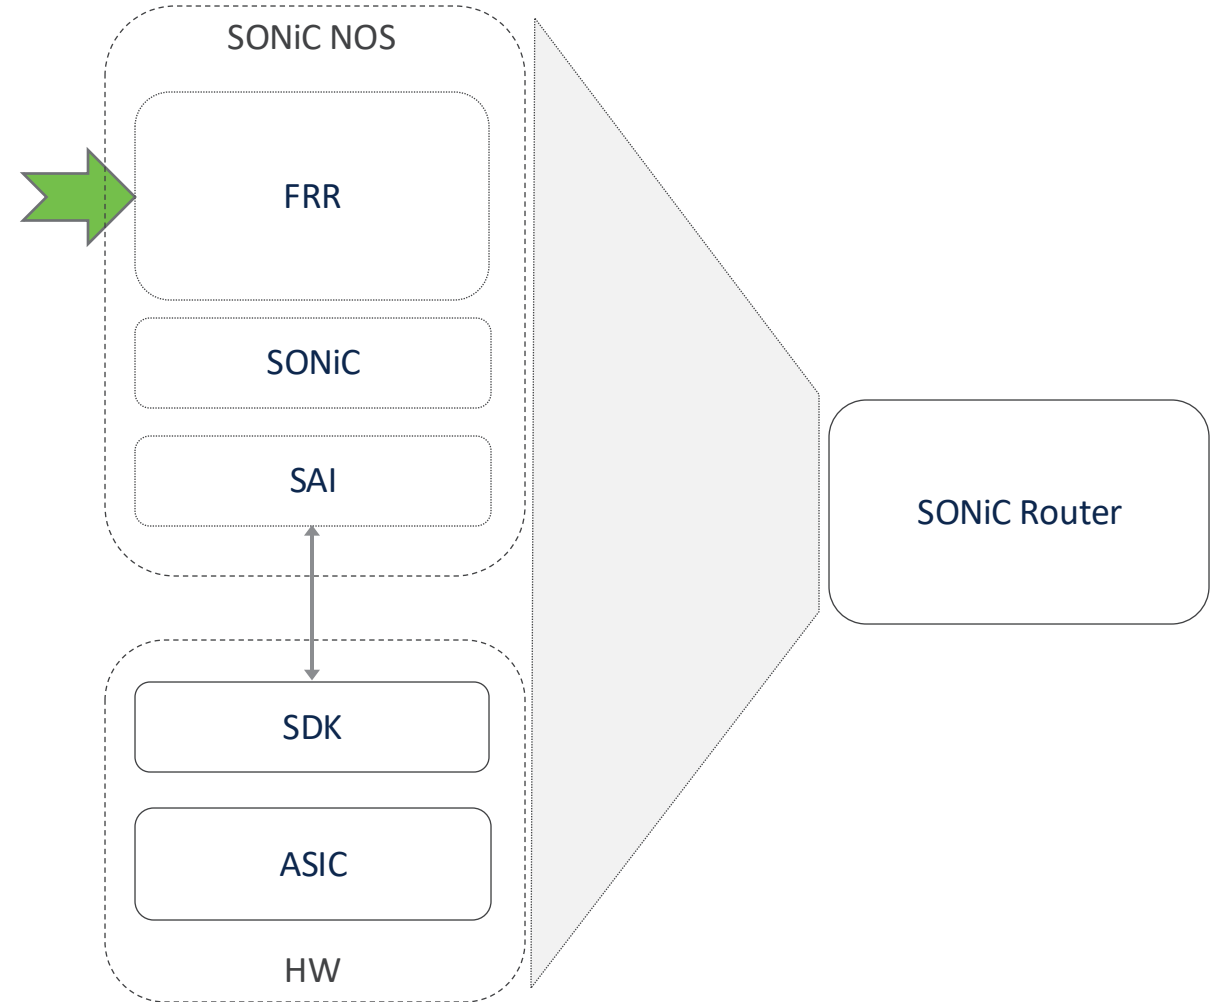 SONiC NOS
FRR
SONiC
SAI
SONiC Router
SDK
ASIC
HW